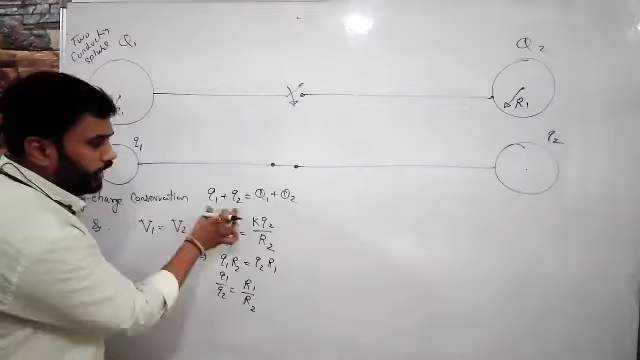 Two
Conducting
sphere
Q₁
Q₂
R₁
R₁
q₁
q₂
charge Conservation q₁ + q₂ = Q₁ + Q₂
&. V₁ = V₂
= Kq₂/R₂
q₁R₂ = q₂R₁
q₁/q₂ = R₁/R₂